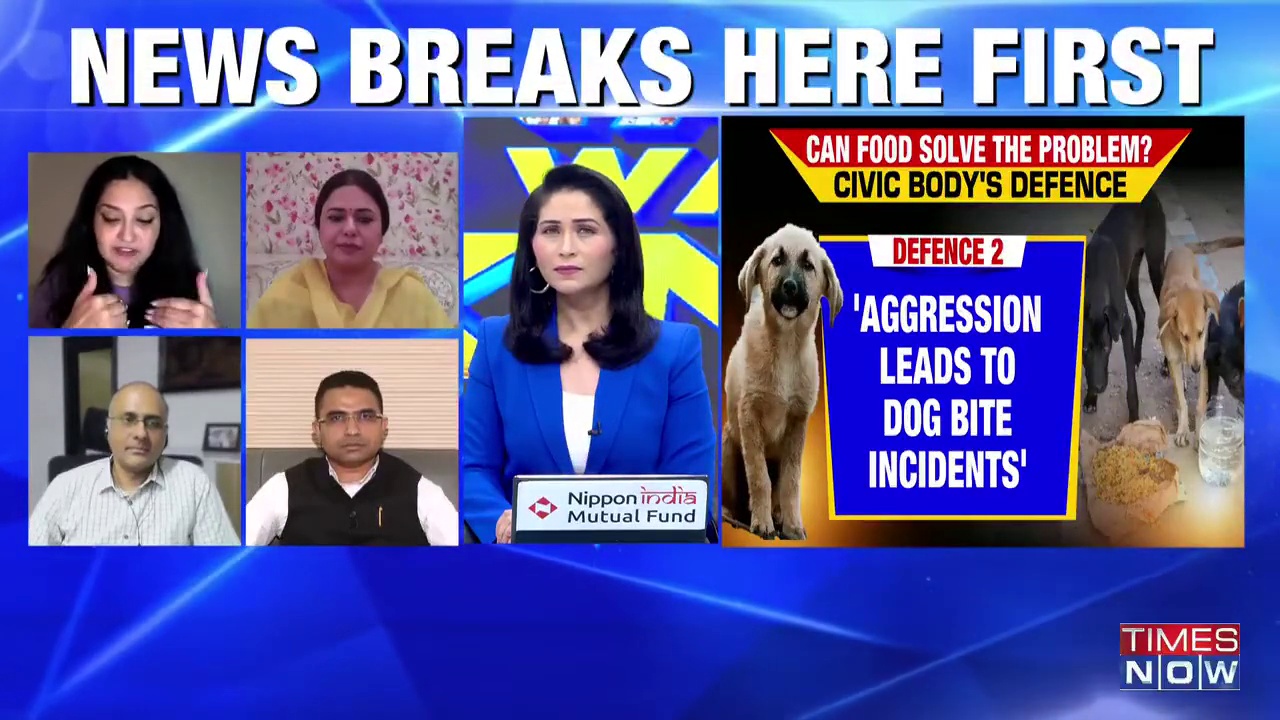 NEWS BREAKS HERE FIRST
CAN FOOD SOLVE THE PROBLEM?
CIVIC BODY'S DEFENCE
DEFENCE 2
'AGGRESSION
LEADS TO
DOG BITE
INCIDENTS'
Nippon india
Mutual Fund
TIMES
NOW